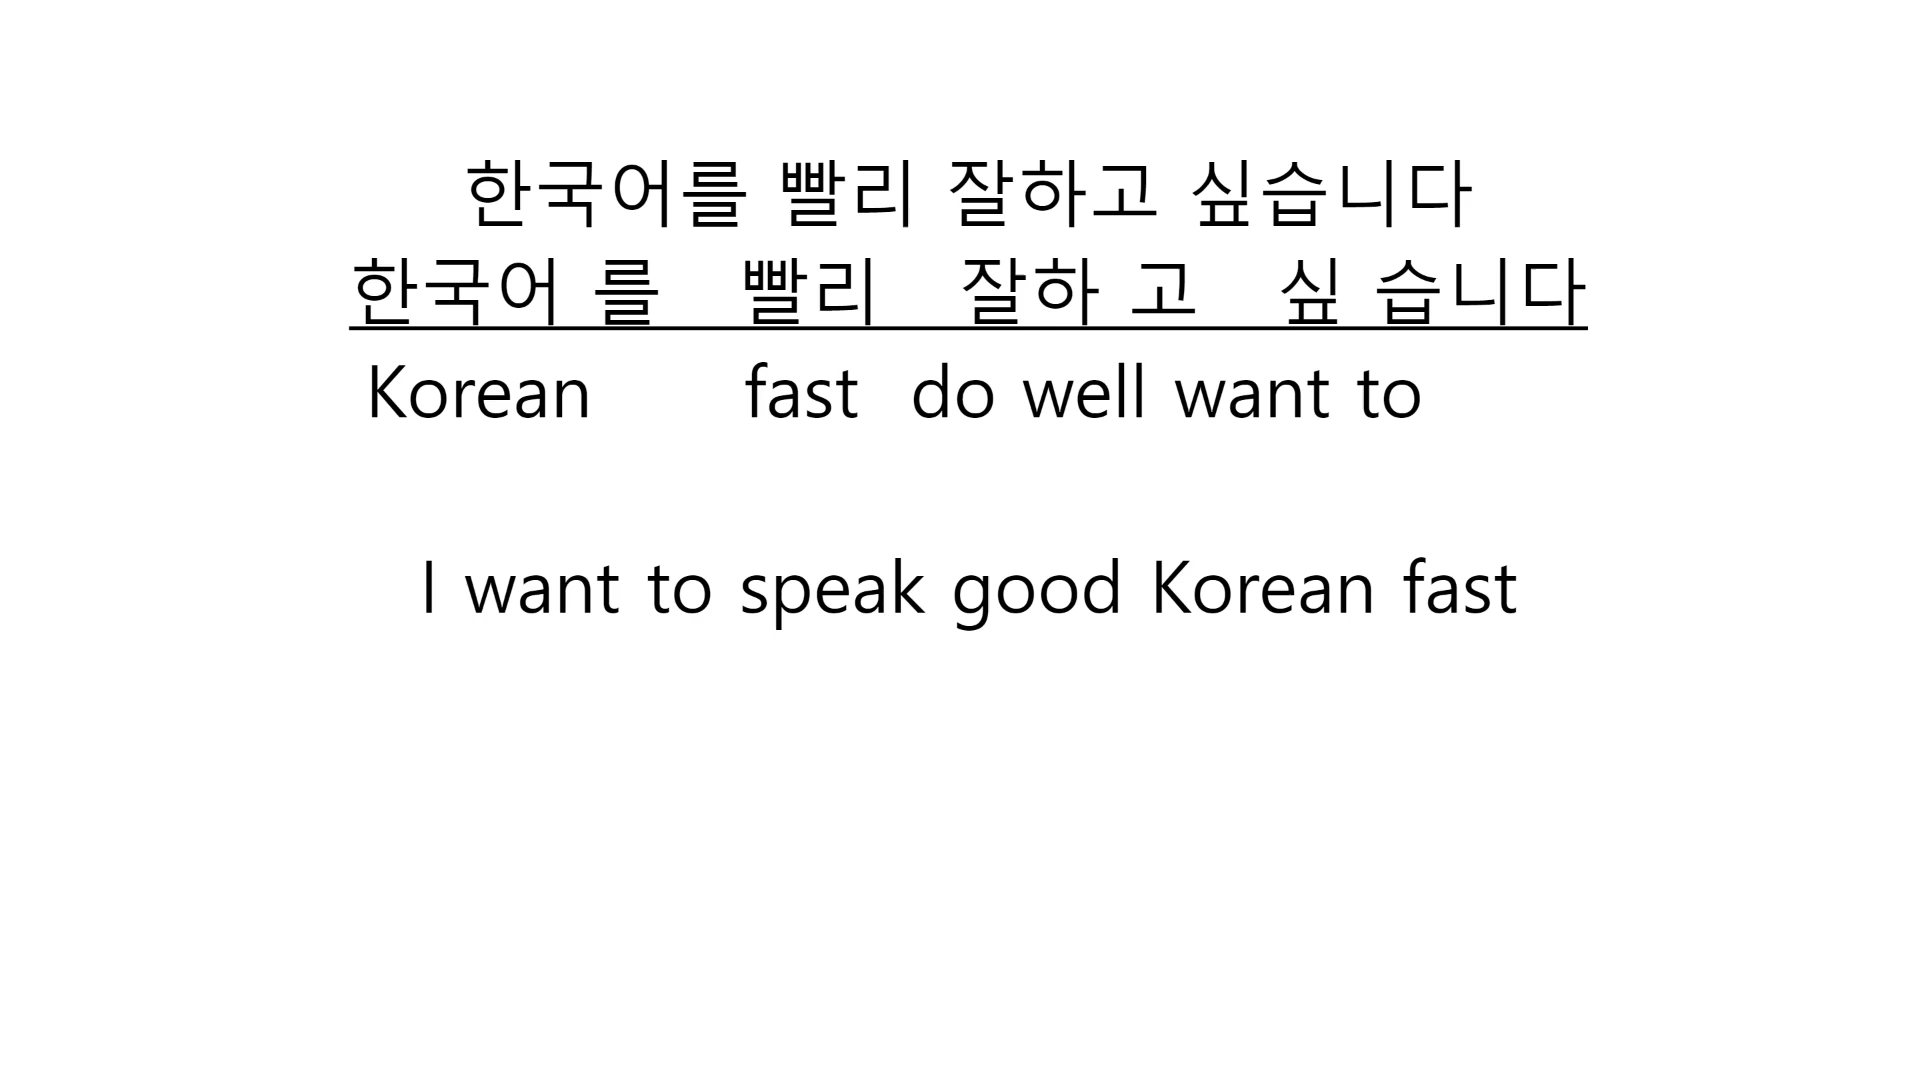 한국어를 빨리 잘하고 싶습니다
한국어 를 빨리 잘하 고 싶 습니다
Korean fast do well want to
I want to speak good Korean fast